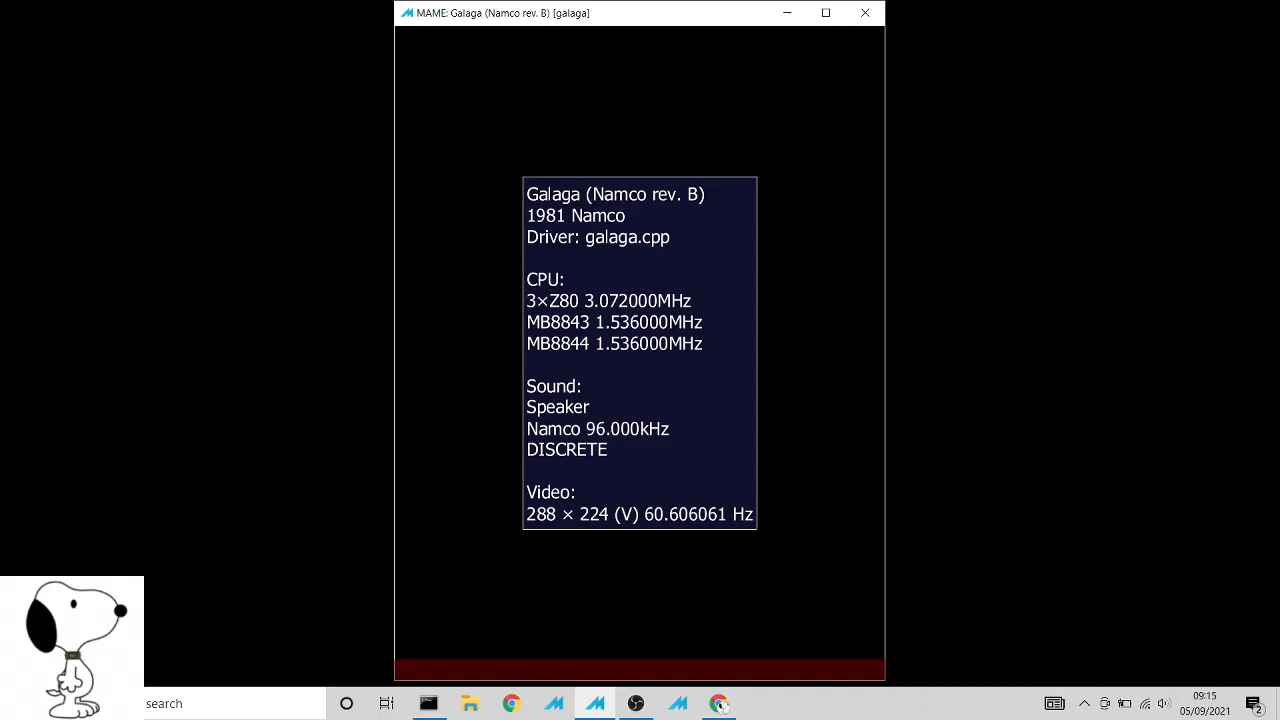 MAME: Galaga (Namco rev. B) [galaga]
Galaga (Namco rev. B)
1981 Namco
Driver: galaga.cpp
CPU:
3×Z80 3.072000MHz
MB8843 1.536000MHz
MB8844 1.536000MHz
Sound:
Speaker
Namco 96.000kHz
DISCRETE
Video:
288 × 224 (V) 60.606061 Hz
search
09:15
05/09/2021
2